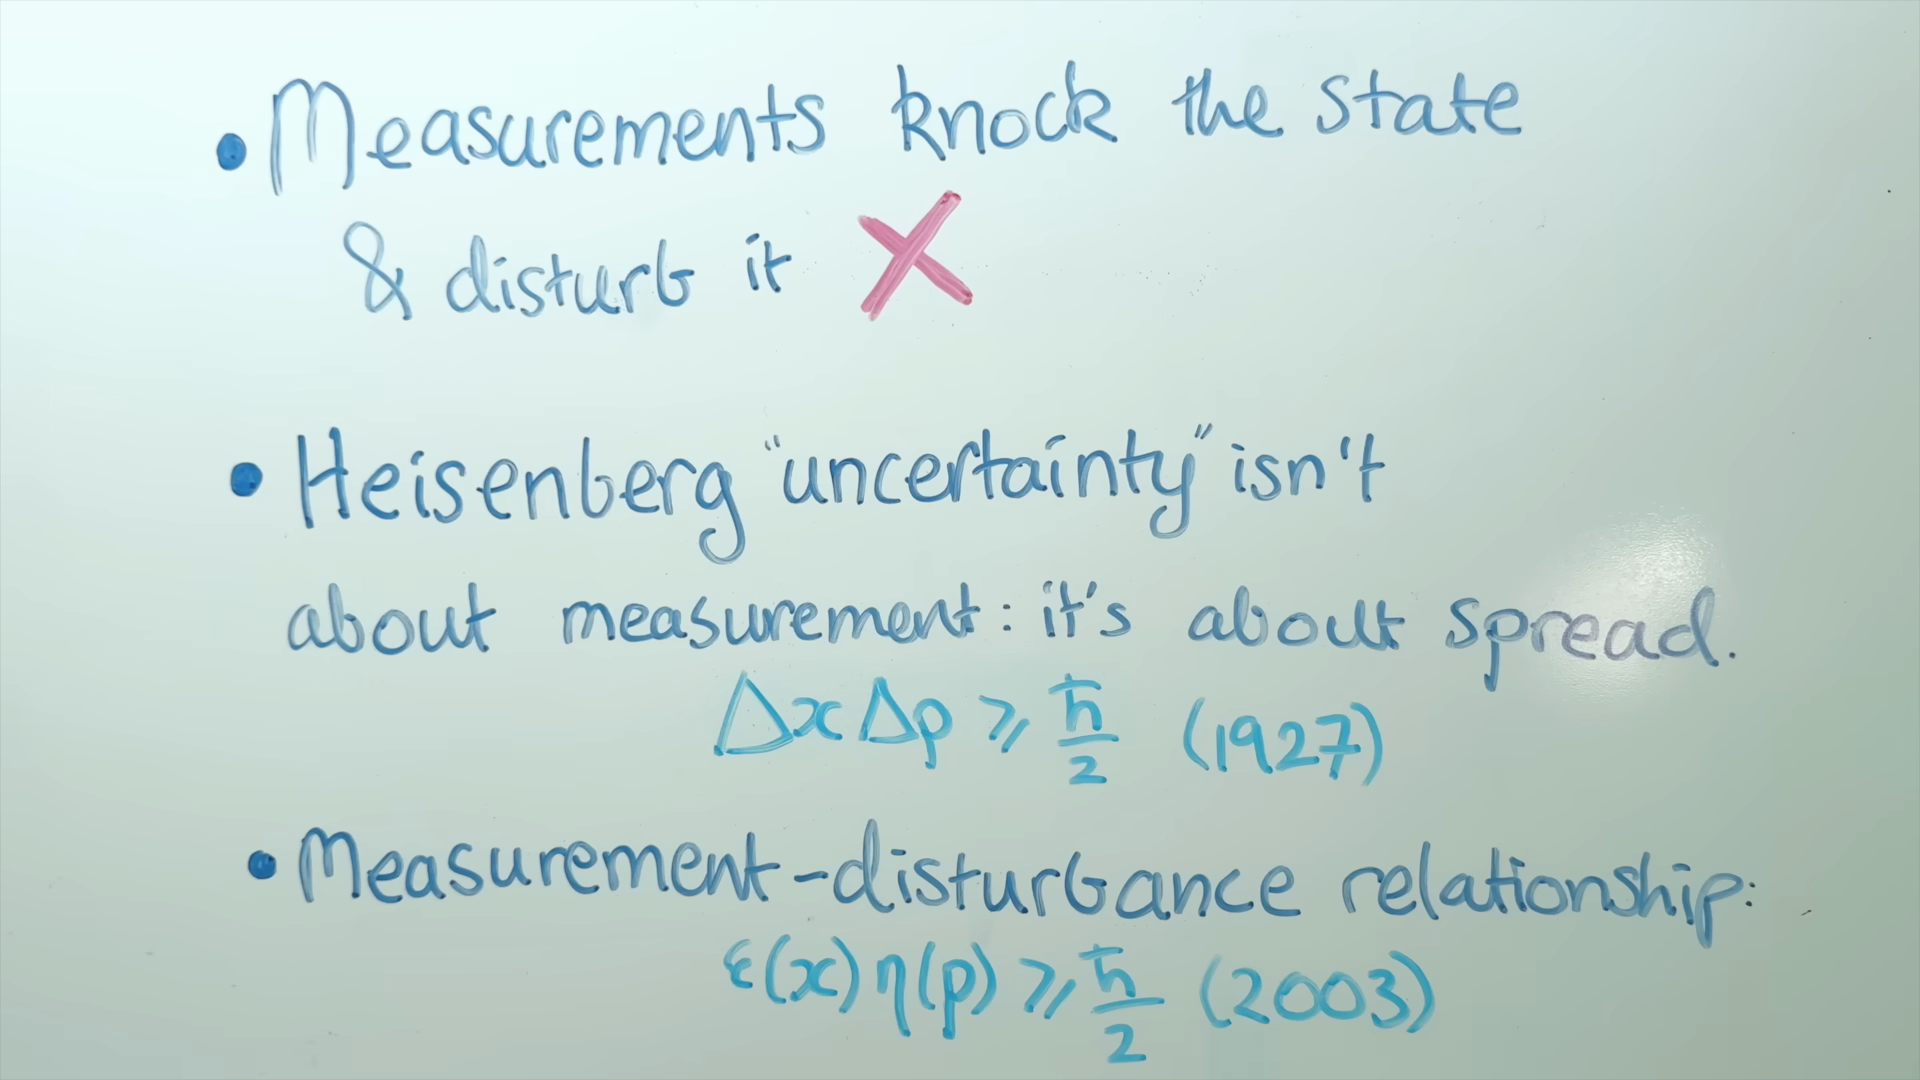 • Measurements knock the state
& disturb it ✗
• Heisenberg "uncertainty" isn't
about measurement: it's about spread.
Δx Δp ⩾ ℏ/2 (1927)
• Measurement-disturbance relationship:
ε(x) η(p) ⩾ ℏ/2 (2003)